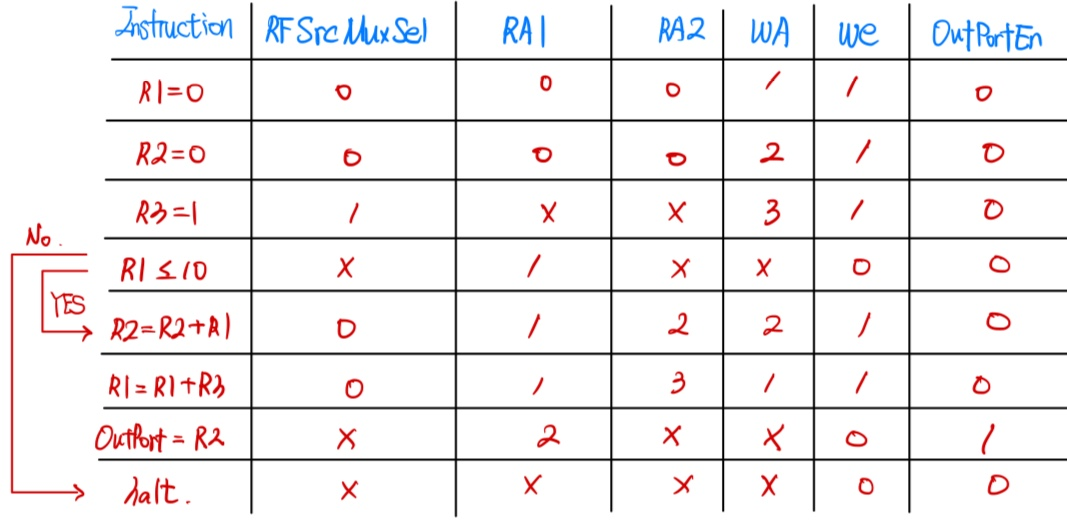 Instruction RFSrcMuxSel RA1 RA2 WA We OutPortEn
R1=0 0 0 0 1 1 0
R2=0 0 0 0 2 1 0
R3=1 1 X X 3 1 0
No.
R1≤10 X 1 X X 0 0
YES
R2=R2+R1 0 1 2 2 1 0
R1=R1+R3 0 1 3 1 1 0
OutPort=R2 X 2 X X 0 1
halt. X X X X 0 0